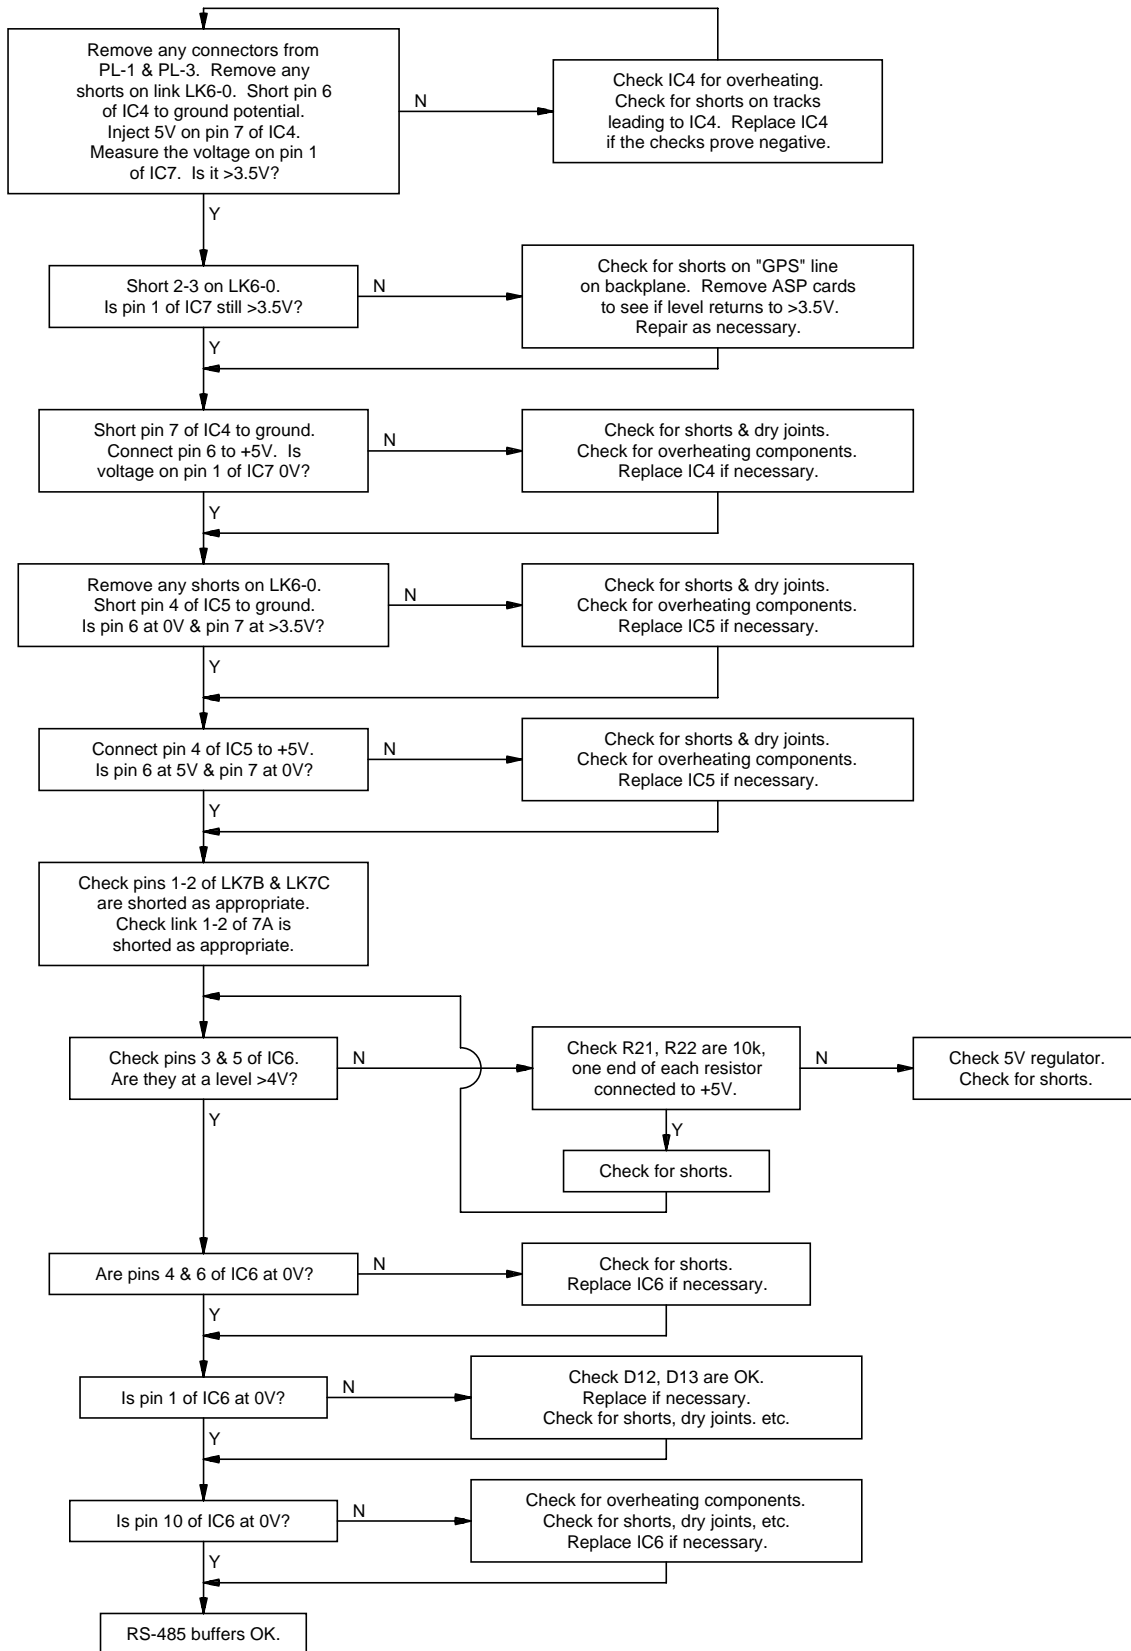 Remove any connectors from
PL-1 & PL-3.  Remove any
shorts on link LK6-0.  Short pin 6
of IC4 to ground potential.
Inject 5V on pin 7 of IC4.
Measure the voltage on pin 1
of IC7.  Is it >3.5V?
N
Check IC4 for overheating.
Check for shorts on tracks
leading to IC4.  Replace IC4
if the checks prove negative.
Y
Short 2-3 on LK6-0.
Is pin 1 of IC7 still >3.5V?
N
Check for shorts on "GPS" line
on backplane.  Remove ASP cards
to see if level returns to >3.5V.
Repair as necessary.
Y
Short pin 7 of IC4 to ground.
Connect pin 6 to +5V.  Is
voltage on pin 1 of IC7 0V?
N
Check for shorts & dry joints.
Check for overheating components.
Replace IC4 if necessary.
Y
Remove any shorts on LK6-0.
Short pin 4 of IC5 to ground.
Is pin 6 at 0V & pin 7 at >3.5V?
N
Check for shorts & dry joints.
Check for overheating components.
Replace IC5 if necessary.
Y
Connect pin 4 of IC5 to +5V.
Is pin 6 at 5V & pin 7 at 0V?
N
Check for shorts & dry joints.
Check for overheating components.
Replace IC5 if necessary.
Y
Check pins 1-2 of LK7B & LK7C
are shorted as appropriate.
Check link 1-2 of 7A is
shorted as appropriate.
Check pins 3 & 5 of IC6.
Are they at a level >4V?
N
Check R21, R22 are 10k,
one end of each resistor
connected to +5V.
N
Check 5V regulator.
Check for shorts.
Y
Y
Check for shorts.
Are pins 4 & 6 of IC6 at 0V?
N
Check for shorts.
Replace IC6 if necessary.
Y
Is pin 1 of IC6 at 0V?
N
Check D12, D13 are OK.
Replace if necessary.
Check for shorts, dry joints. etc.
Y
Is pin 10 of IC6 at 0V?
N
Check for overheating components.
Check for shorts, dry joints, etc.
Replace IC6 if necessary.
Y
RS-485 buffers OK.